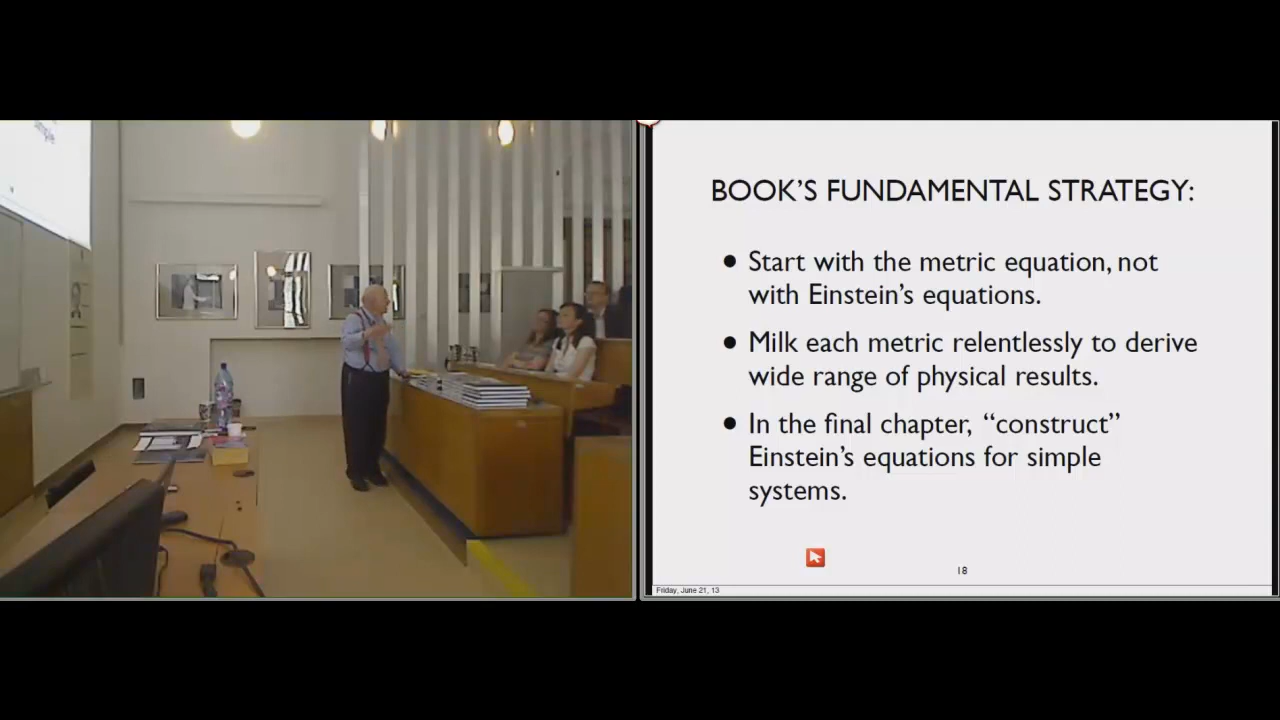 BOOK'S FUNDAMENTAL STRATEGY:
• Start with the metric equation, not
with Einstein's equations.
• Milk each metric relentlessly to derive
wide range of physical results.
• In the final chapter, “construct”
Einstein's equations for simple
systems.
18
Friday, June 21, 13